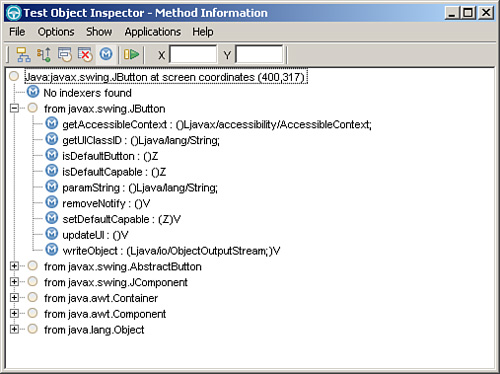 Test Object Inspector - Method Information
File Options Show Applications Help
X Y
Java:javax.swing.JButton at screen coordinates (400,317)
No indexers found
from javax.swing.JButton
getAccessibleContext : ()Ljavax/accessibility/AccessibleContext;
getUIClassID : ()Ljava/lang/String;
isDefaultButton : ()Z
isDefaultCapable : ()Z
paramString : ()Ljava/lang/String;
removeNotify : ()V
setDefaultCapable : (Z)V
updateUI : ()V
writeObject : (Ljava/io/ObjectOutputStream;)V
from javax.swing.AbstractButton
from javax.swing.JComponent
from java.awt.Container
from java.awt.Component
from java.lang.Object